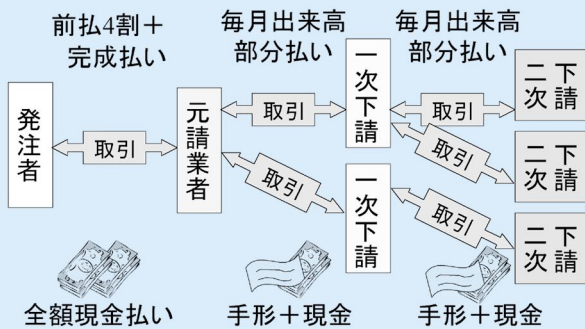 前払4割＋
完成払い
毎月出来高
部分払い
毎月出来高
部分払い
発注者
取引
元請業者
取引
取引
一次下請
一次下請
取引
取引
取引
二次下請
二次下請
二次下請
全額現金払い
手形＋現金
手形＋現金